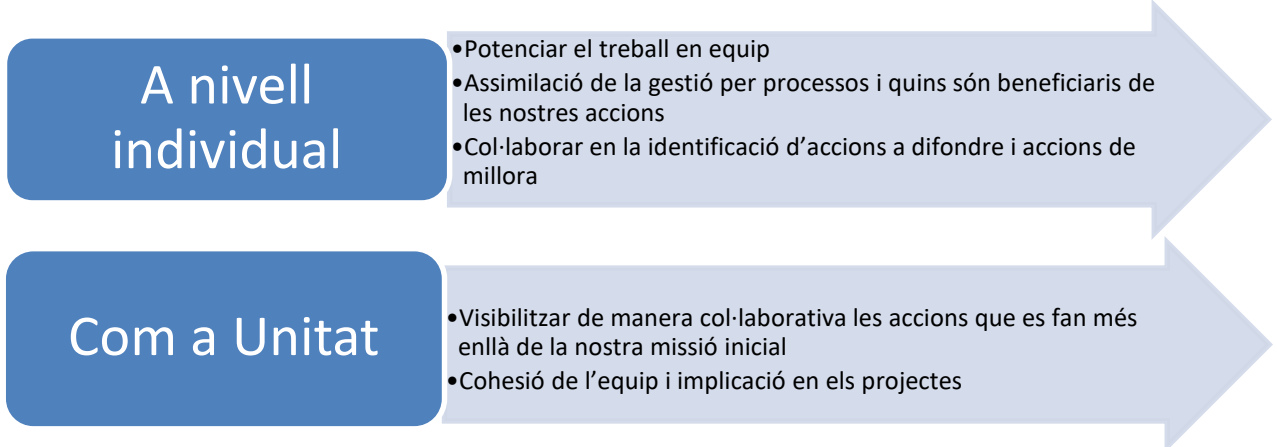 A nivell
individual
•Potenciar el treball en equip
•Assimilació de la gestió per processos i quins són beneficiaris de
les nostres accions
•Col·laborar en la identificació d’accions a difondre i accions de
millora
Com a Unitat
•Visibilitzar de manera col·laborativa les accions que es fan més
enllà de la nostra missió inicial
•Cohesió de l’equip i implicació en els projectes